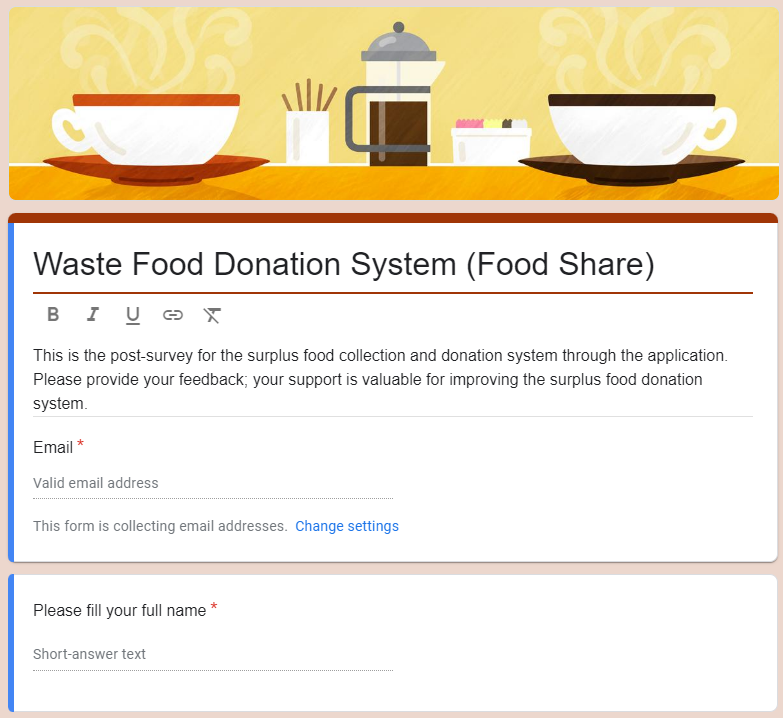 Waste Food Donation System (Food Share)
B I U
This is the post-survey for the surplus food collection and donation system through the application.
Please provide your feedback; your support is valuable for improving the surplus food donation
system.
Email *
Valid email address
This form is collecting email addresses. Change settings
Please fill your full name *
Short-answer text